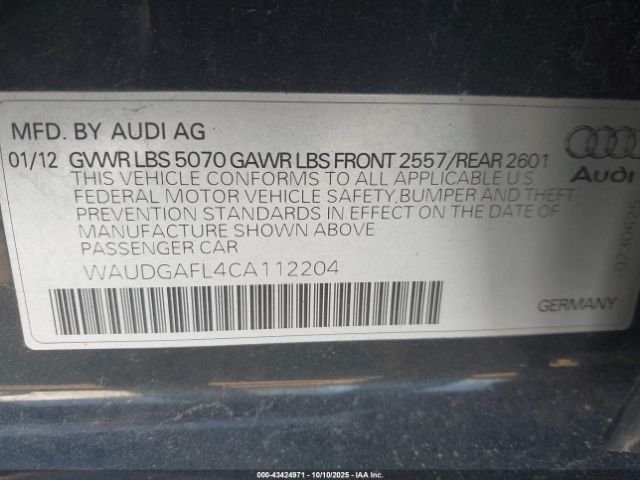 MFD. BY AUDI AG
01/12 GVWR LBS 5070 GAWR LBS FRONT 2557/REAR 2601
THIS VEHICLE CONFORMS TO ALL APPLICABLE U S
FEDERAL MOTOR VEHICLE SAFETY,BUMPER AND THEFT
PREVENTION STANDARDS IN EFFECT ON THE DATE OF
MANUFACTURE SHOWN ABOVE
PASSENGER CAR
WAUDGAFL4CA112204
Audi
GERMANY
000-43424971 - 10/10/2025 - IAA Inc.